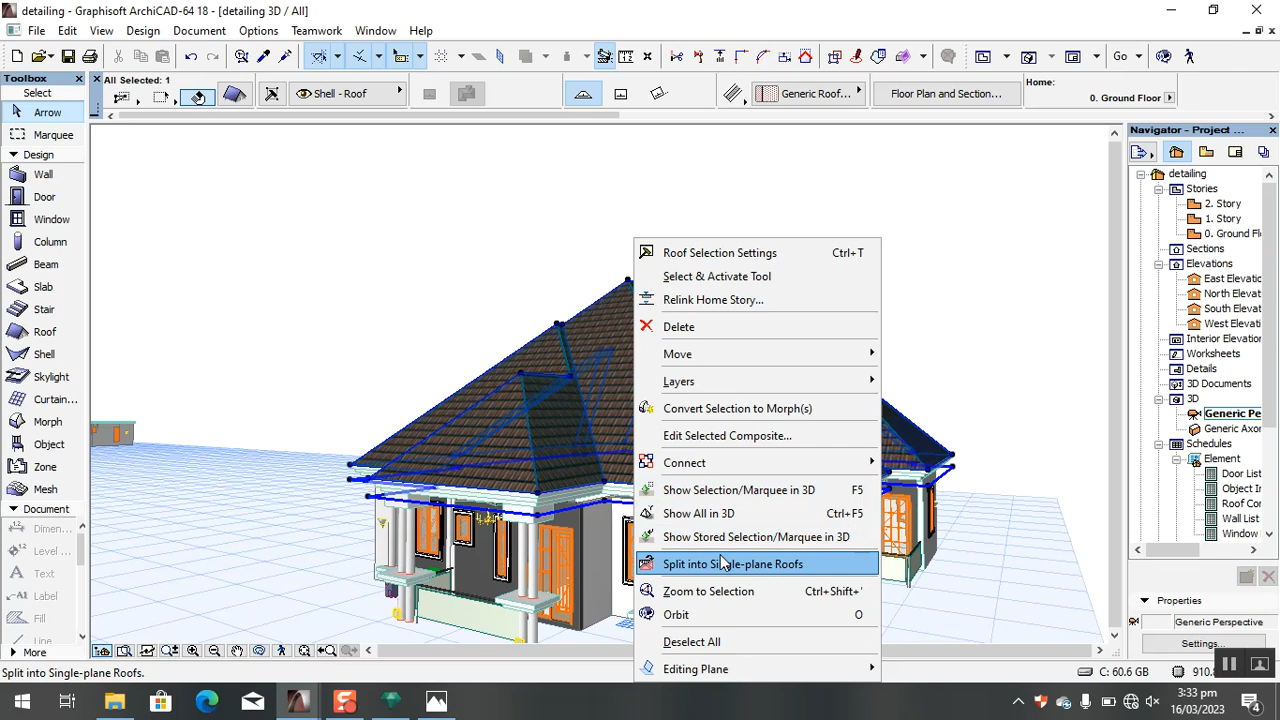 detailing - Graphisoft ArchiCAD-64 18 - [detailing 3D / All]
File Edit View Design Document Options Teamwork Window Help
Toolbox
Select
Arrow
Marquee
Design
Wall
Door
Window
Column
Beam
Slab
Stair
Roof
Shell
Skylight
Curtain...
Morph
Object
Zone
Mesh
Document
Dimen...
Level ...
Text
Label
Fill
Line
More
All Selected: 1
Shell - Roof
Generic Roof...
Floor Plan and Section...
Home:
0. Ground Floor
Go
Roof Selection Settings Ctrl+T
Select & Activate Tool
Relink Home Story...
Delete
Move
Layers
Convert Selection to Morph(s)
Edit Selected Composite...
Connect
Show Selection/Marquee in 3D F5
Show All in 3D Ctrl+F5
Show Stored Selection/Marquee in 3D
Split into Single-plane Roofs
Zoom to Selection Ctrl+Shift+'
Orbit O
Deselect All
Editing Plane
Navigator - Project ...
detailing
Stories
2. Story
1. Story
0. Ground Fl
Sections
Elevations
East Elevatio
North Elevat
South Elevat
West Elevati
Interior Elevation
Worksheets
Details
3D Documents
3D
Generic Pe
Generic Axon
Schedules
Element
Door List
Object In
Roof Cor
Wall List
Window
Properties
Generic Perspective
Settings...
Split into Single-plane Roofs.
C: 60.6 GB
910.
3:33 pm
16/03/2023
4